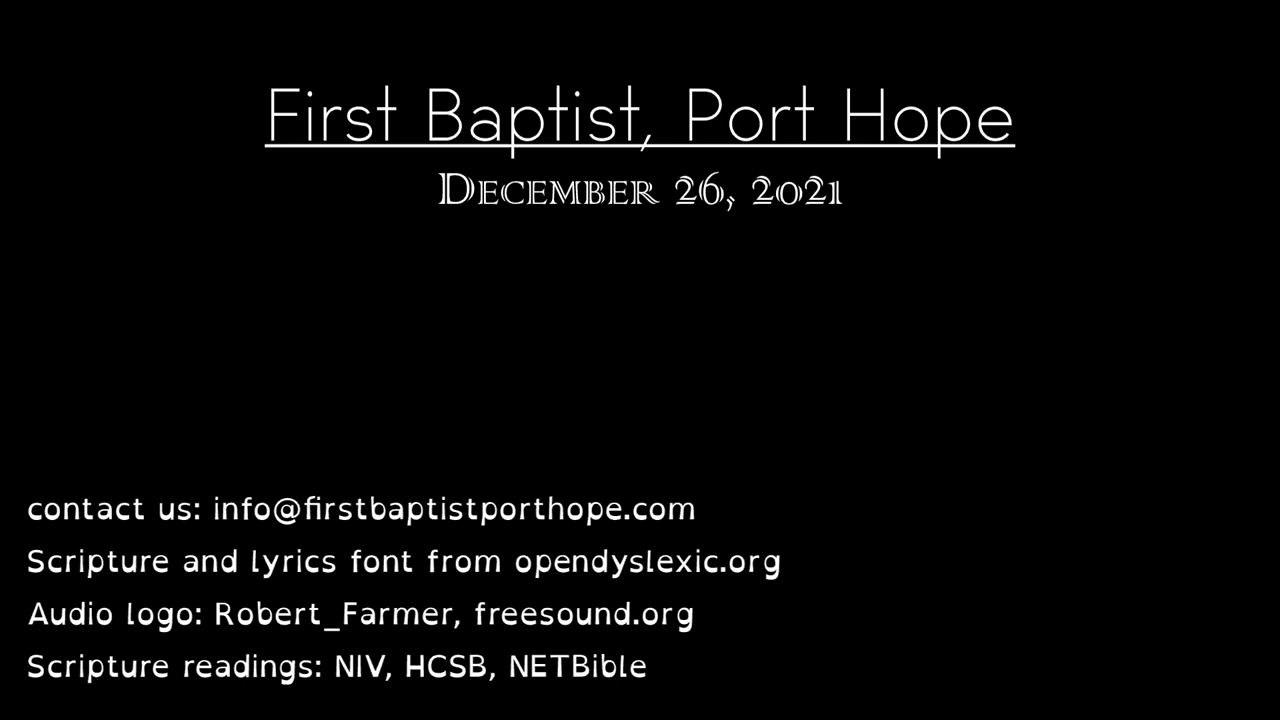 First Baptist, Port Hope
December 26, 2021
contact us: info@firstbaptistporthope.com
Scripture and lyrics font from opendyslexic.org
Audio logo: Robert_Farmer, freesound.org
Scripture readings: NIV, HCSB, NETBible